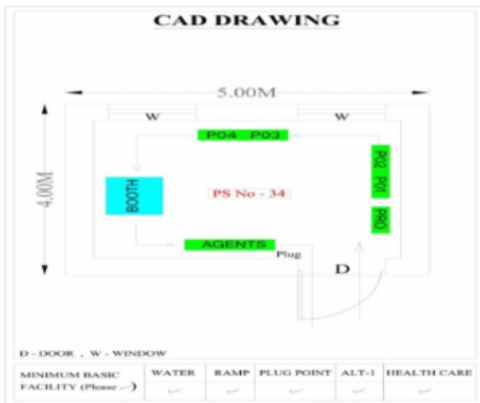 CAD DRAWING
5.00M
W W
PO4 PO3
4.00M
BOOTH
PS No - 34
PO2 PO1
PRO
AGENTS
Plug
D
D - DOOR , W - WINDOW
MINIMUM BASIC FACILITY (Please ✓) WATER RAMP PLUG POINT ALT-1 HEALTH CARE
✓ ✓ ✓ ✓ ✓